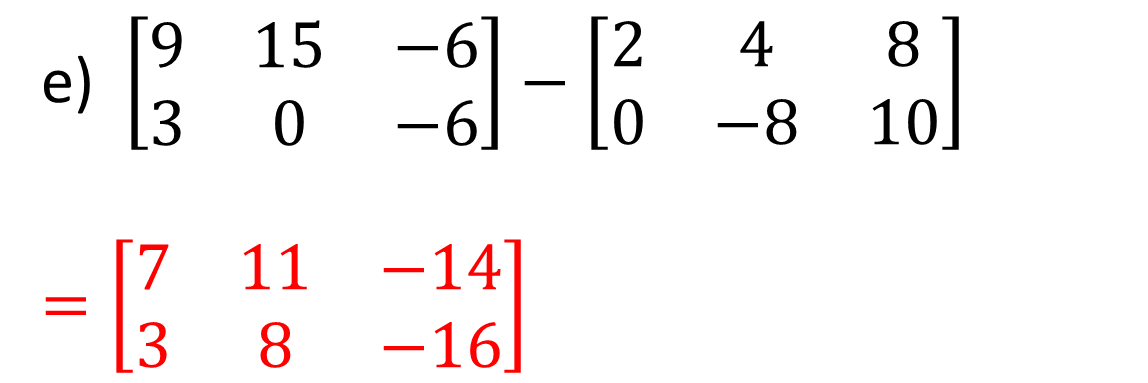 e) [9 15 −6] − [2 4 8]
[3 0 −6] [0 −8 10]
= [7 11 −14]
[3 8 −16]